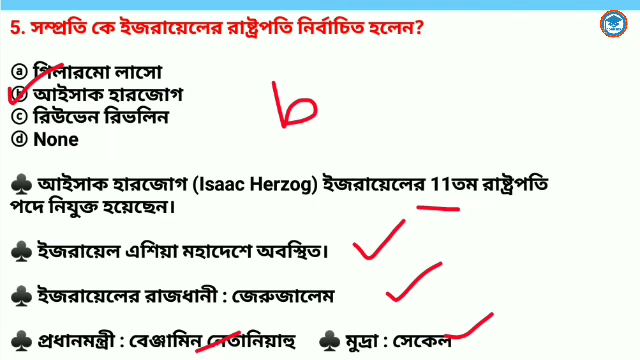 5. সম্প্রতি কে ইজরায়েলের রাষ্ট্রপতি নির্বাচিত হলেন?
ⓐ গিলারমো লাসো
ⓑ আইসাক হারজোগ
ⓒ রিউভেন রিভলিন
ⓓ None
b
♣ আইসাক হারজোগ (Isaac Herzog) ইজরায়েলের 11তম রাষ্ট্রপতি
পদে নিযুক্ত হয়েছেন।
♣ ইজরায়েল এশিয়া মহাদেশে অবস্থিত।
♣ ইজরায়েলের রাজধানী : জেরুজালেম
♣ প্রধানমন্ত্রী : বেঞ্জামিন নেতানিয়াহু ♣ মুদ্রা : সেকেল